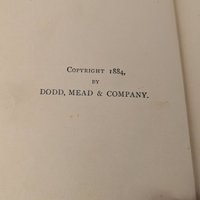 COPYRIGHT 1884,
BY
DODD, MEAD & COMPANY.